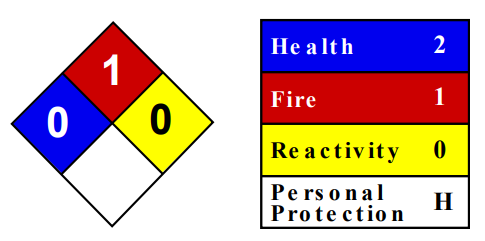 1
0 0
Health 2
Fire 1
Reactivity 0
Personal
Protection H